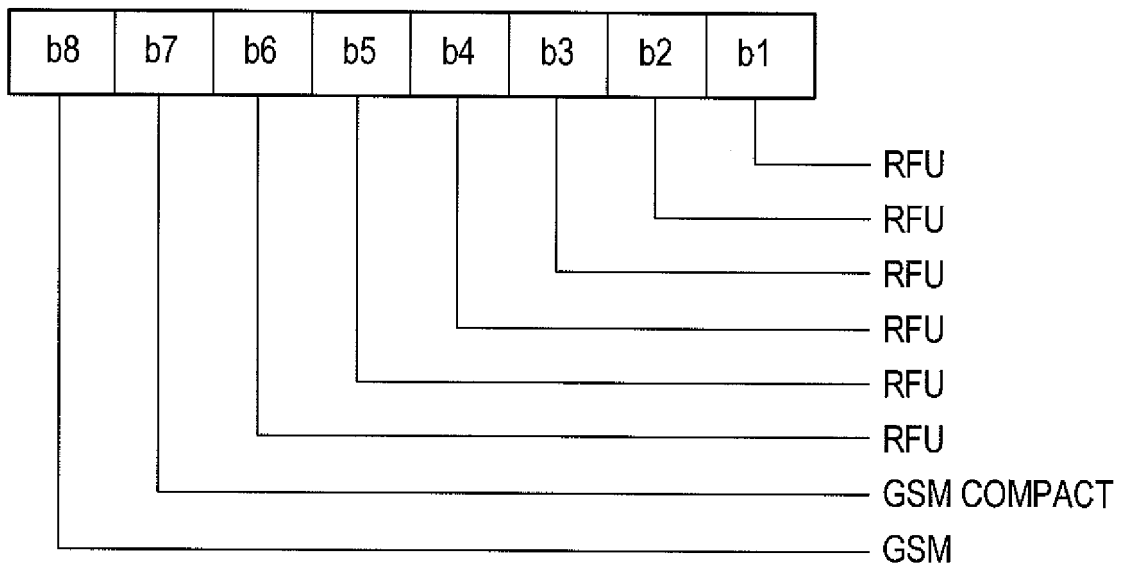 b8 b7 b6 b5 b4 b3 b2 b1
RFU
RFU
RFU
RFU
RFU
RFU
GSM COMPACT
GSM